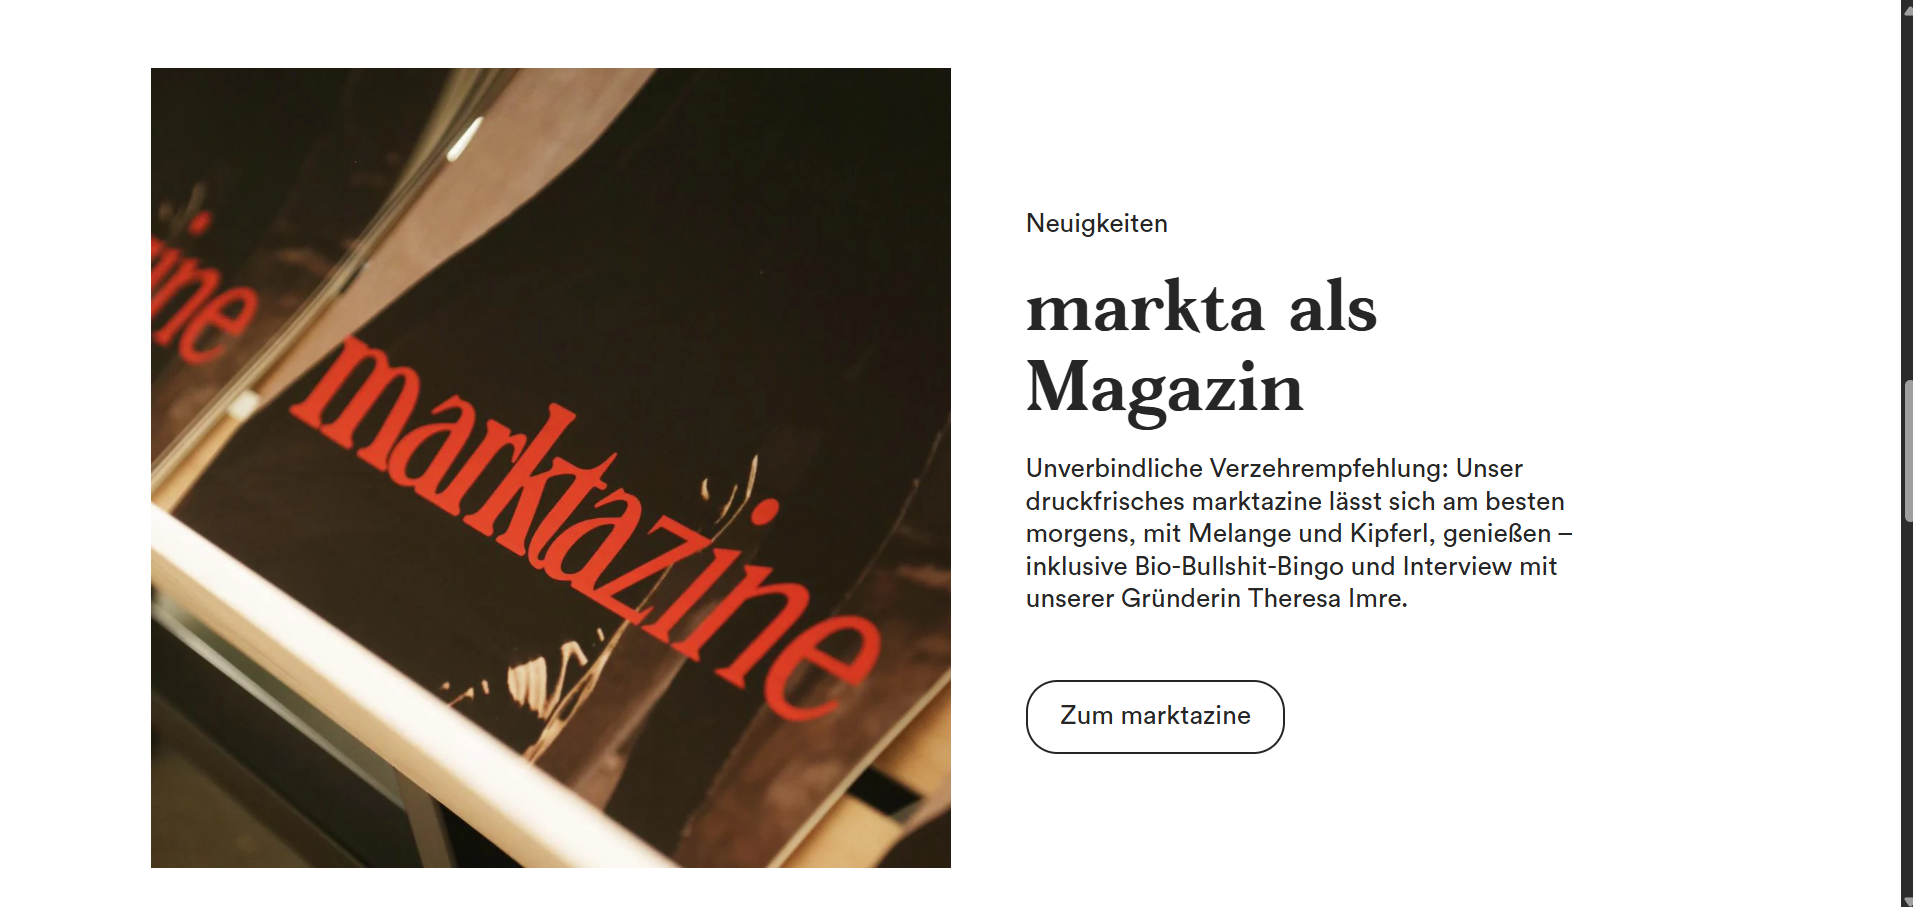 ine
marktazine
Neuigkeiten
markta als
Magazin
Unverbindliche Verzehrempfehlung: Unser
druckfrisches marktazine lässt sich am besten
morgens, mit Melange und Kipferl, genießen –
inklusive Bio-Bullshit-Bingo und Interview mit
unserer Gründerin Theresa Imre.
Zum marktazine